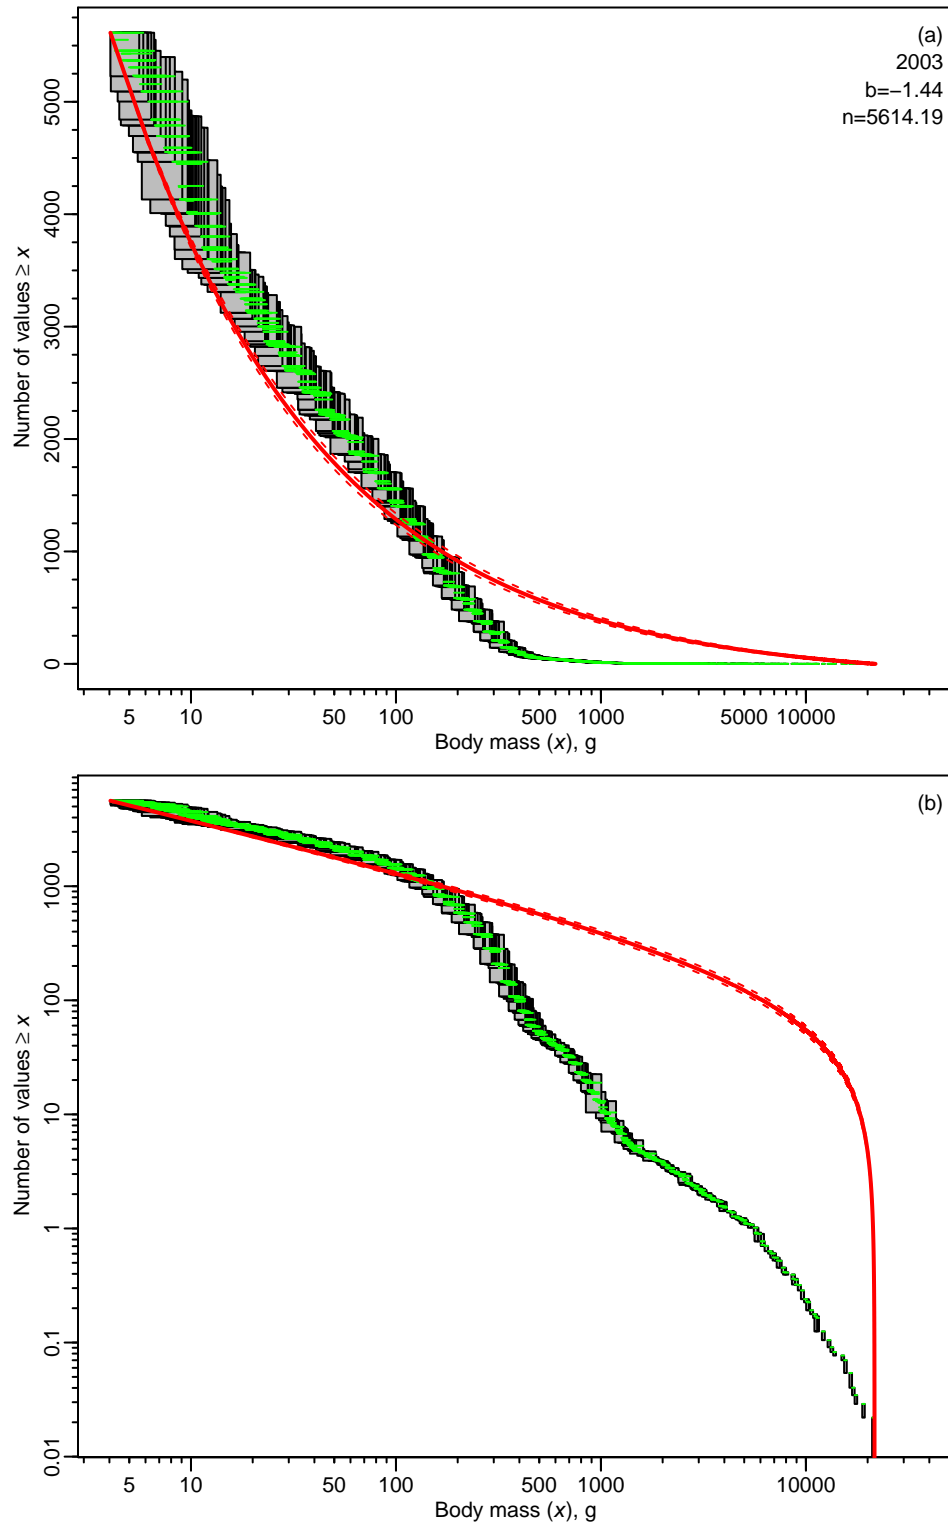 (a)
2003
b=−1.44
n=5614.19
Number of values ≥ x
0 1000 2000 3000 4000 5000
5 10 50 100 500 1000 5000 10000
Body mass (x), g
(b)
Number of values ≥ x
0.01 0.1 1 10 100 1000
5 10 50 100 500 1000 10000
Body mass (x), g